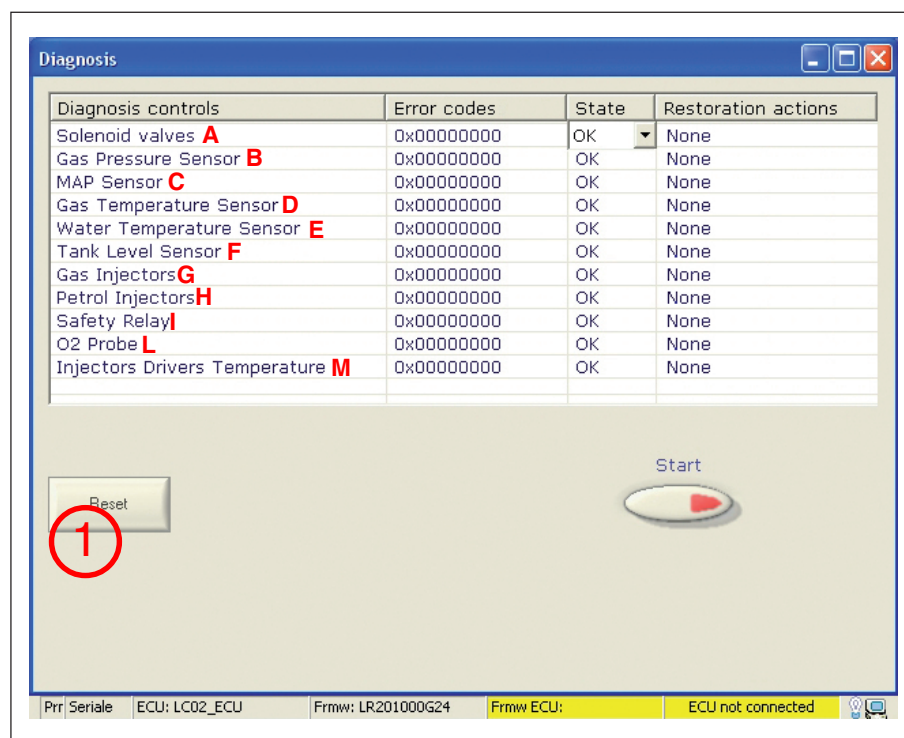 Diagnosis
Diagnosis controls Error codes State Restoration actions
Solenoid valves A 0x00000000 OK None
Gas Pressure Sensor B 0x00000000 OK None
MAP Sensor C 0x00000000 OK None
Gas Temperature Sensor D 0x00000000 OK None
Water Temperature Sensor E 0x00000000 OK None
Tank Level Sensor F 0x00000000 OK None
Gas Injectors G 0x00000000 OK None
Petrol Injectors H 0x00000000 OK None
Safety Relay I 0x00000000 OK None
O2 Probe L 0x00000000 OK None
Injectors Drivers Temperature M 0x00000000 OK None
Start
Reset
1
Prr Seriale ECU: LC02_ECU Frmw: LR201000G24 Frmw ECU: ECU not connected